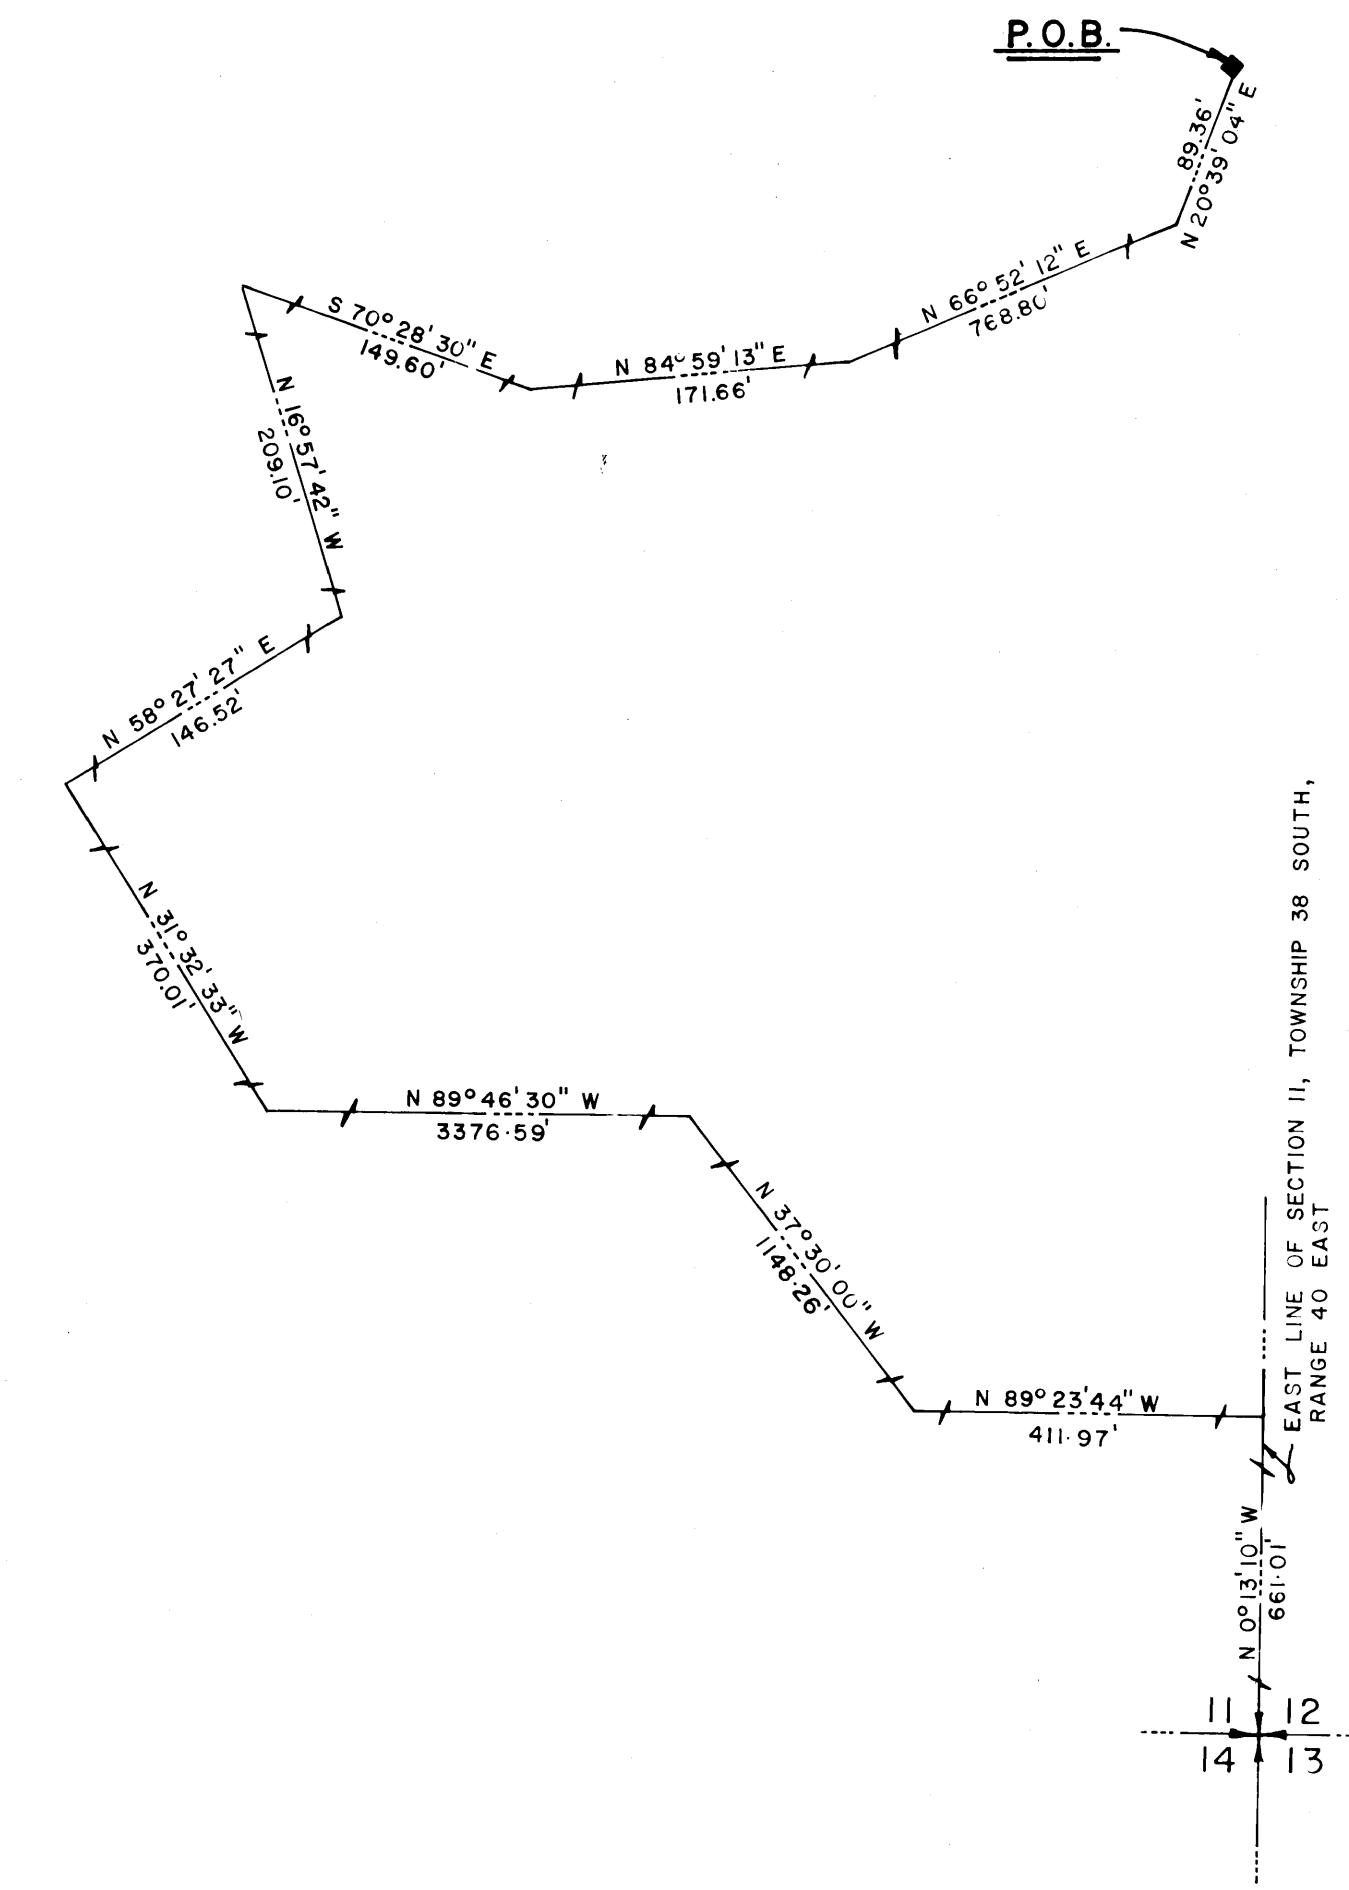 P.O.B.
89.36'
N 20° 39' 04" E
N 66° 52' 12" E
768.80'
S 70° 28' 30" E
149.60'
N 84° 59' 13" E
171.66'
N 16° 57' 42" W
209.10'
N 58° 27' 27" E
146.52'
N 31° 32' 33" W
370.01'
N 89° 46' 30" W
3376.59'
N 37° 30' 00" W
1148.26'
N 89° 23' 44" W
411.97'
EAST LINE OF SECTION 11, TOWNSHIP 38 SOUTH,
RANGE 40 EAST
N 0° 13' 10" W
661.01'
11 12
14 13